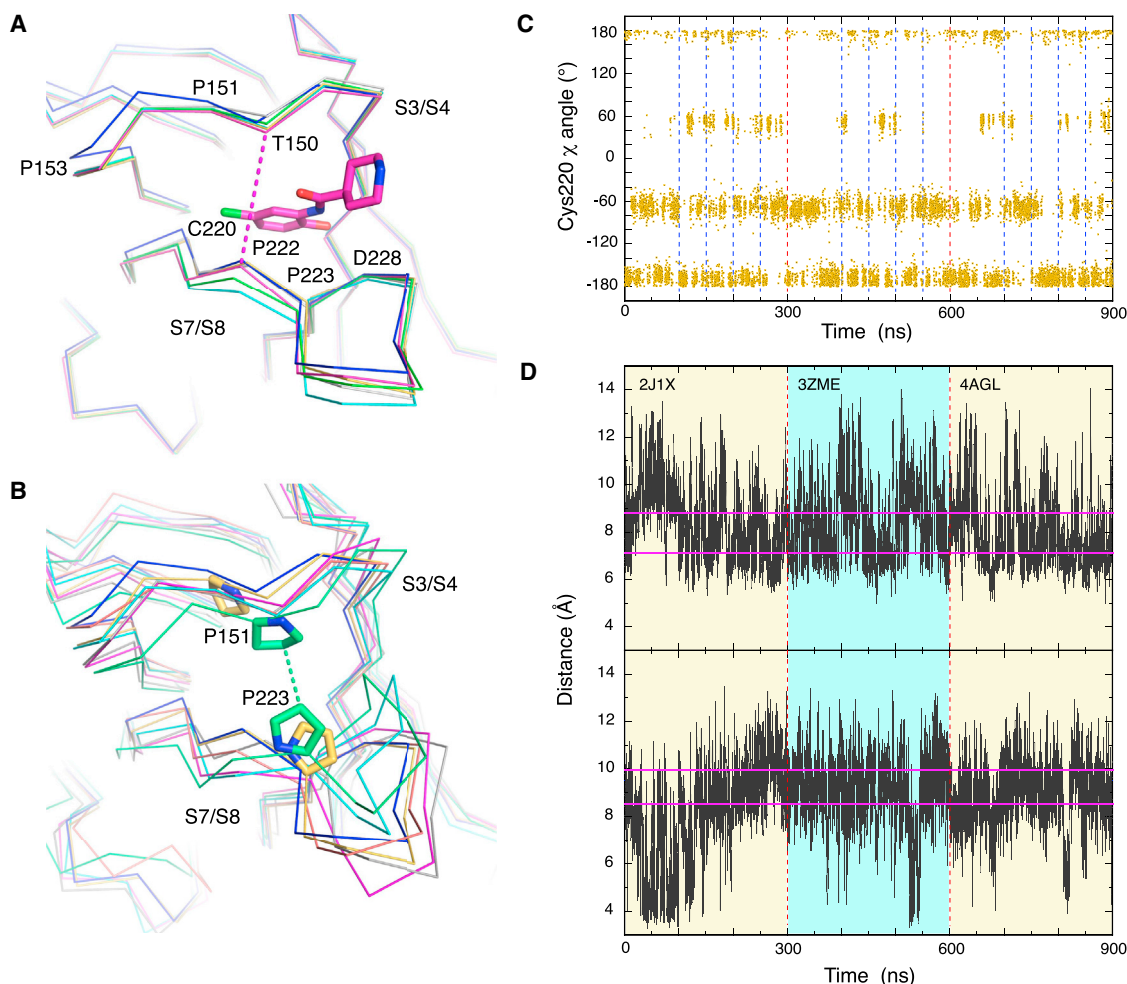 A
P151
S3/S4
T150
P153
C220
P222
P223
D228
S7/S8
B
S3/S4
P151
P223
S7/S8
C
Cys220 χ angle (°)
180
120
60
0
-60
-120
-180
0 300 600 900
Time (ns)
D
2J1X 3ZME 4AGL
Distance (Å)
14
12
10
8
6
4
14
12
10
8
6
4
0 300 600 900
Time (ns)